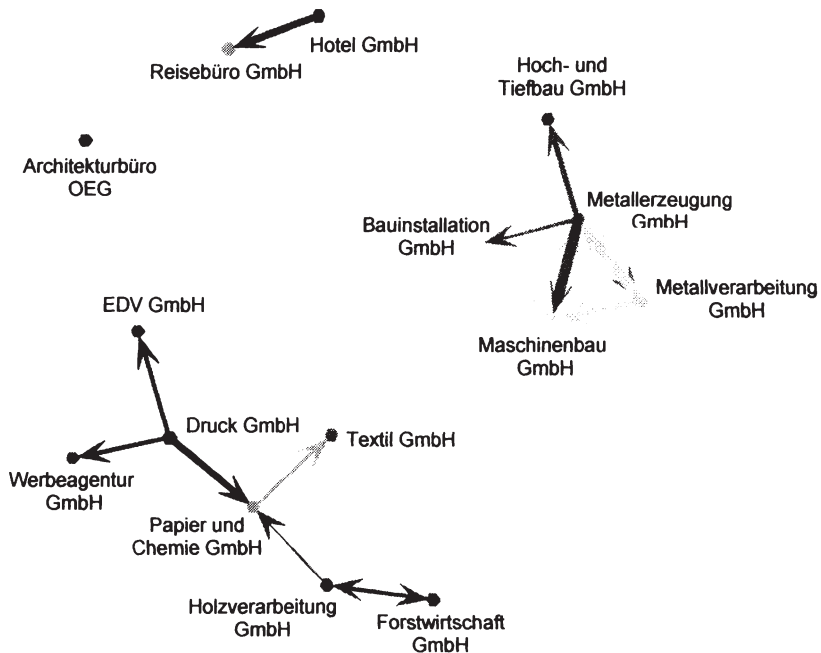 Hotel GmbH
Reisebüro GmbH
Hoch- und
Tiefbau GmbH
Architekturbüro
OEG
Metallerzeugung
GmbH
Bauinstallation
GmbH
Metallverarbeitung
GmbH
EDV GmbH
Maschinenbau
GmbH
Druck GmbH
Textil GmbH
Werbeagentur
GmbH
Papier und
Chemie GmbH
Holzverarbeitung
GmbH
Forstwirtschaft
GmbH